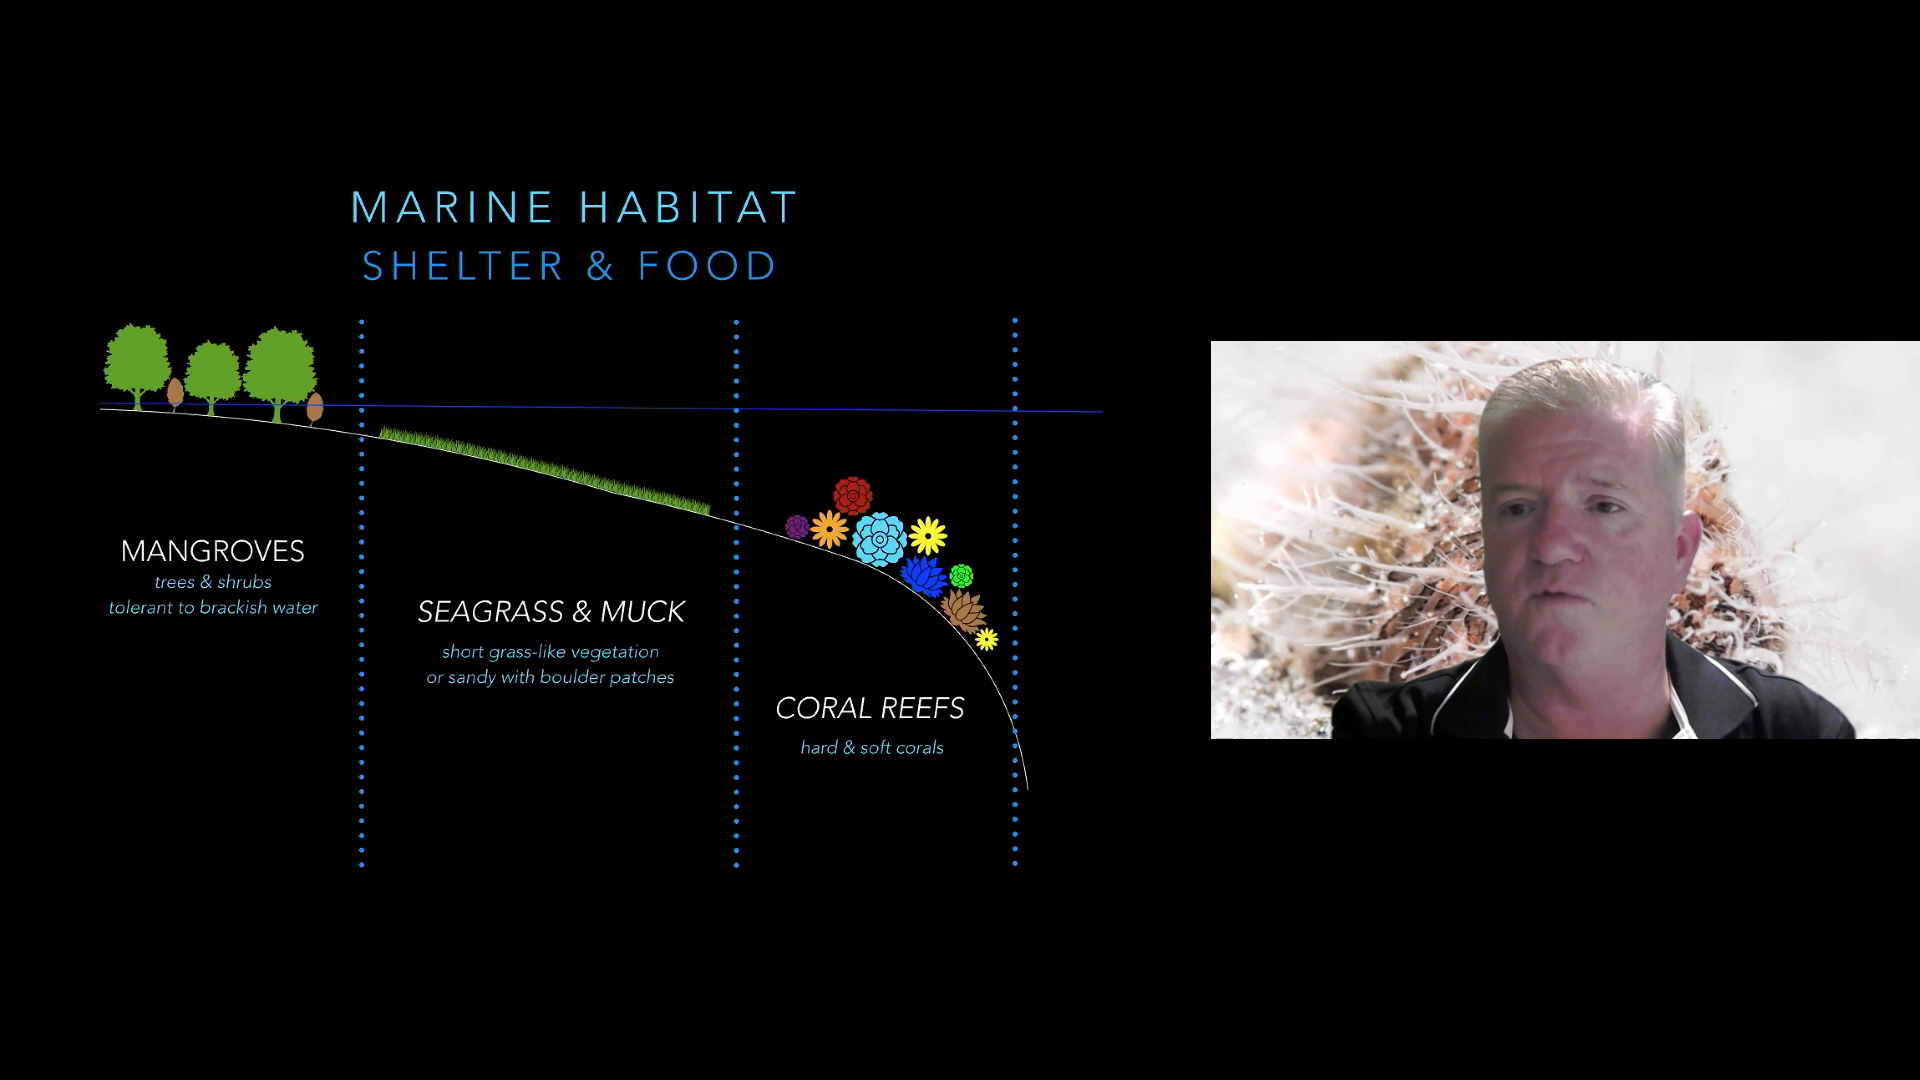 MARINE HABITAT
SHELTER & FOOD
MANGROVES
trees & shrubs
tolerant to brackish water
SEAGRASS & MUCK
short grass-like vegetation
or sandy with boulder patches
CORAL REEFS
hard & soft corals